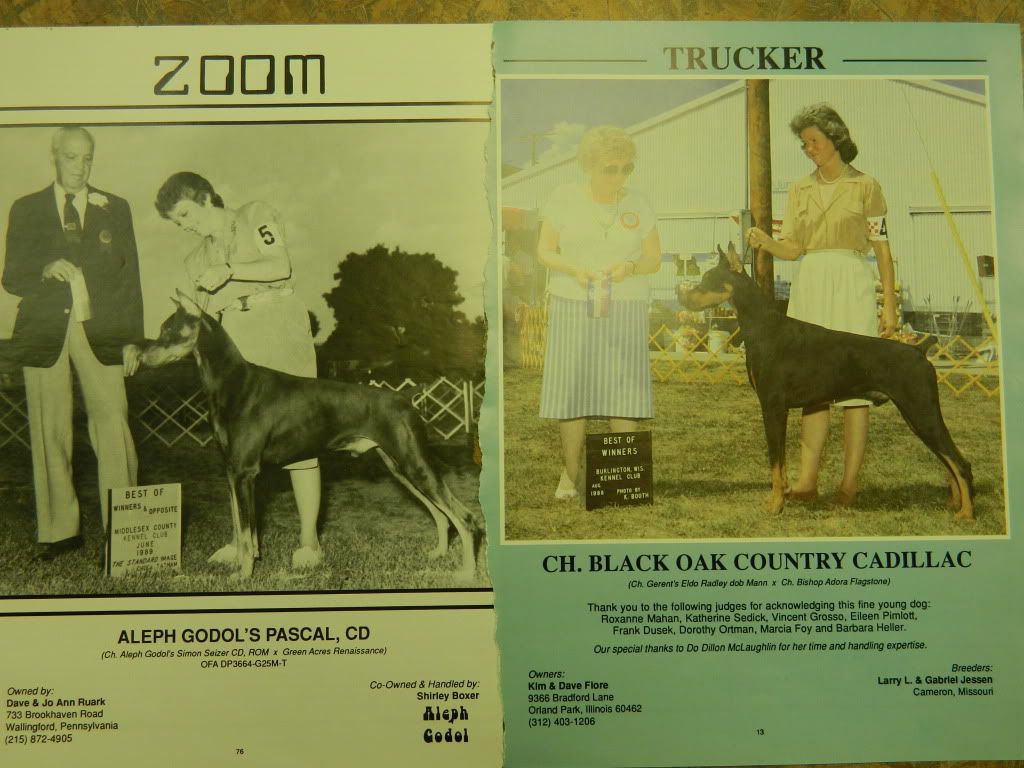 ZOOM
5
BEST OF
WINNERS & OPPOSITE
MIDDLESEX COUNTY
KENNEL CLUB
JUNE
1989
THE STANDARD IMAGE
ALEPH GODOL'S PASCAL, CD
(Ch. Aleph Godol's Simon Seizer CD, ROM x Green Acres Renaissance)
OFA DP3664-G25M-T
Owned by:
Dave & Jo Ann Ruark
733 Brookhaven Road
Wallingford, Pennsylvania
(215) 872-4905
Co-Owned & Handled by:
Shirley Boxer
Aleph
Godol
76
TRUCKER
BEST OF
WINNERS
BURLINGTON, WIS.
KENNEL CLUB
AUG.
1988 PHOTO BY
K. BOOTH
CH. BLACK OAK COUNTRY CADILLAC
(Ch. Gerent's Eldo Radley dob Mann x Ch. Bishop Adora Flagstone)
Thank you to the following judges for acknowledging this fine young dog:
Roxanne Mahan, Katherine Sedick, Vincent Grosso, Eileen Pimlott,
Frank Dusek, Dorothy Ortman, Marcia Foy and Barbara Heller.
Our special thanks to Do Dillon McLaughlin for her time and handling expertise.
Owners:
Kim & Dave Fiore
9366 Bradford Lane
Orland Park, Illinois 60462
(312) 403-1206
Breeders:
Larry L. & Gabriel Jessen
Cameron, Missouri
13